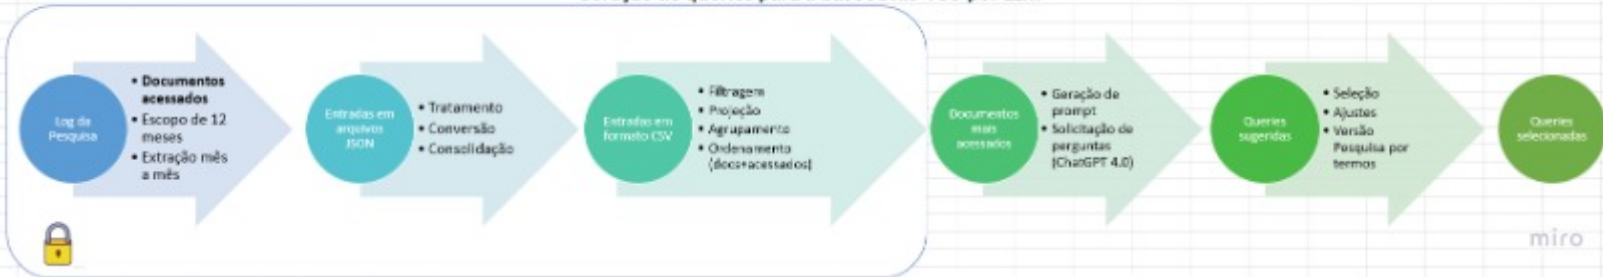 Log da
Pesquisa
• Documentos
acessados
• Escopo de 12
meses
• Extração mês
a mês
Entradas em
arquivos
JSON
• Tratamento
• Conversão
• Consolidação
Entradas em
formato CSV
• Filtragem
• Projeção
• Agrupamento
• Ordenamento
(docs+acessados)
Documentos
mais
acessados
• Geração de
prompt
• Solicitação de
perguntas
(ChatGPT 4.0)
Queries
sugeridas
• Seleção
• Ajustes
• Versão
Pesquisa por
termos
Queries
selecionadas
miro